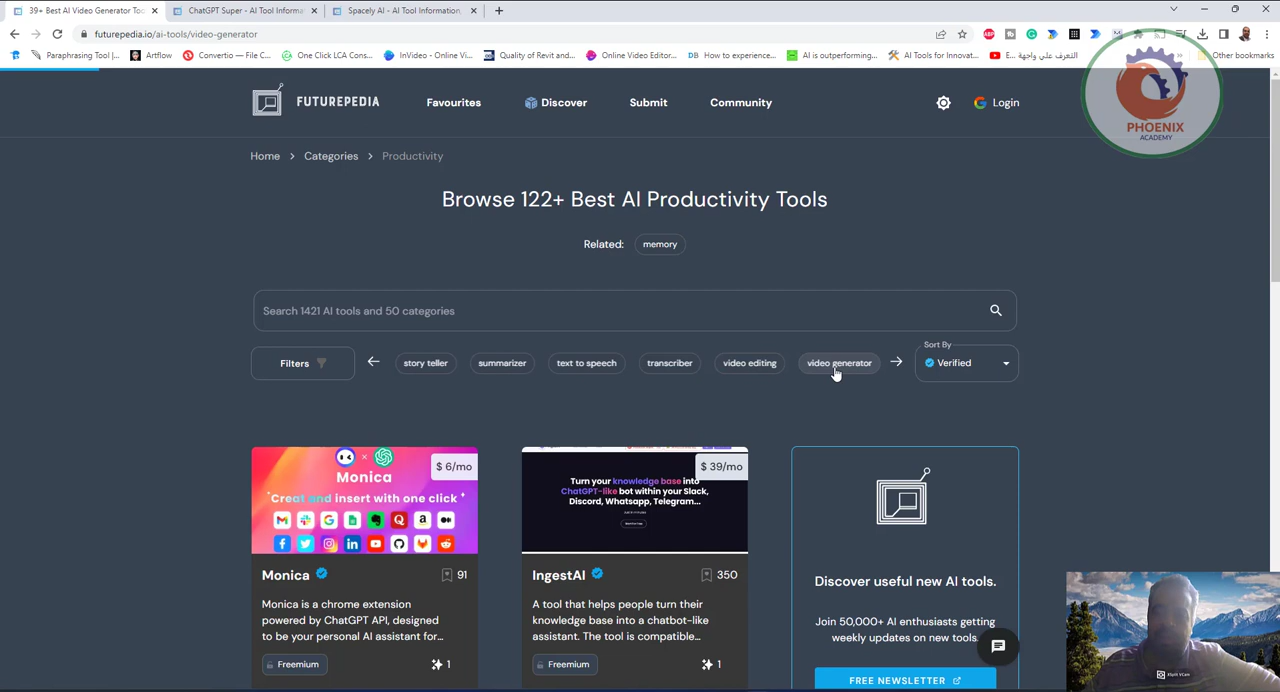 39+ Best AI Video Generator Too
ChatGPT Super - AI Tool Informa
Spacely AI - AI Tool Information,
futurepedia.io/ai-tools/video-generator
Paraphrasing Tool |...
Artflow
Convertio — File C...
One Click LCA Cons...
InVideo - Online Vi...
Quality of Revit and...
Online Video Editor...
DB How to experience...
AI is outperforming...
AI Tools for Innovat...
التعرف علي واجهة ...E
Other bookmarks
FUTUREPEDIA
Favourites
Discover
Submit
Community
Login
PHOENIX
ACADEMY
Home > Categories > Productivity
Browse 122+ Best AI Productivity Tools
Related: memory
Search 1421 AI tools and 50 categories
Filters
story teller
summarizer
text to speech
transcriber
video editing
video generator
Sort By
Verified
$ 6/mo
Monica
Creat and insert with one click
$ 39/mo
Turn your knowledge base into
ChatGPT-like bot within your Slack,
Discord, Whatsapp, Telegram...
Monica
91
Monica is a chrome extension
powered by ChatGPT API, designed
to be your personal AI assistant for...
Freemium
1
IngestAI
350
A tool that helps people turn their
knowledge base into a chatbot-like
assistant. The tool is compatible...
Freemium
1
Discover useful new AI tools.
Join 50,000+ AI enthusiasts getting
weekly updates on new tools.
FREE NEWSLETTER
XSplit VCam